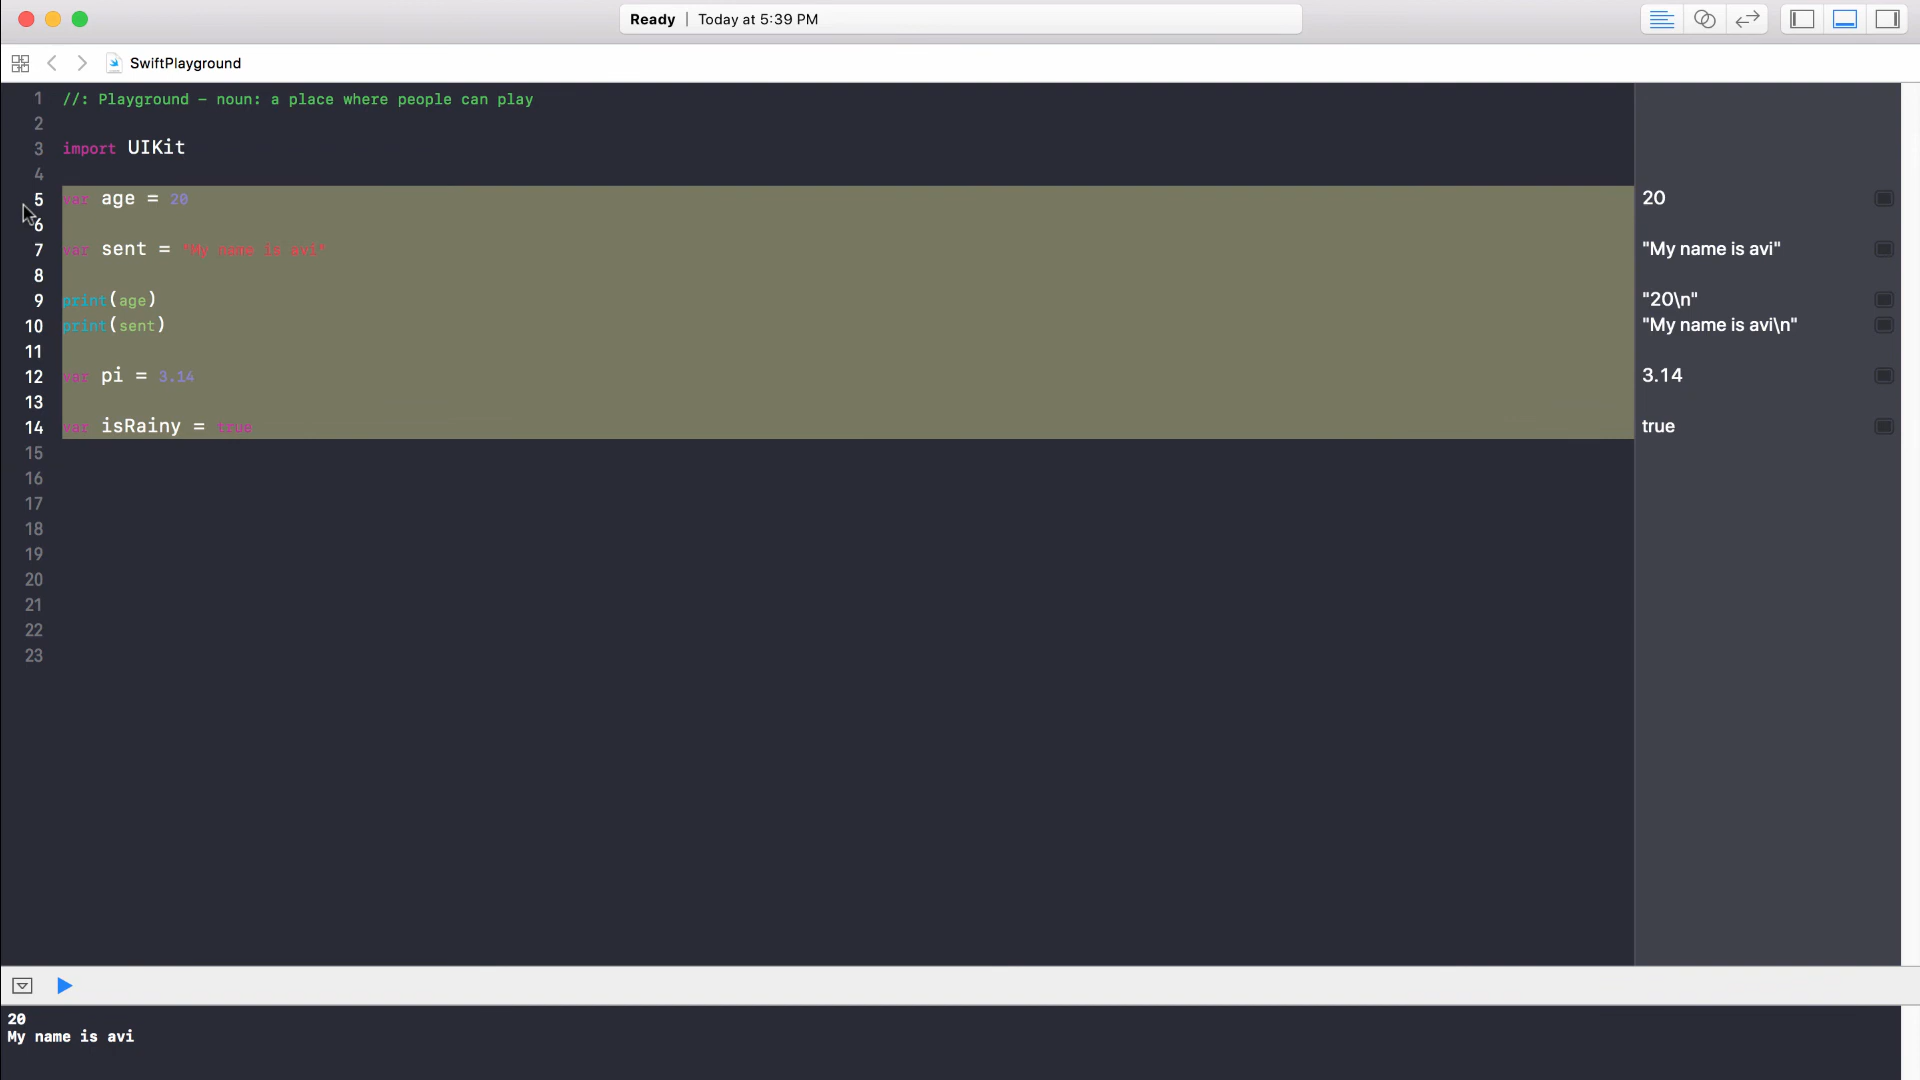 Ready | Today at 5:39 PM
SwiftPlayground
1 //: Playground – noun: a place where people can play
2
3 import UIKit
4
5 var age = 20 20
6
7 var sent = "My name is avi" "My name is avi"
8
9 print(age) "20\n"
10 print(sent) "My name is avi\n"
11
12 var pi = 3.14 3.14
13
14 var isRainy = true true
15
16
17
18
19
20
21
22
23
20
My name is avi